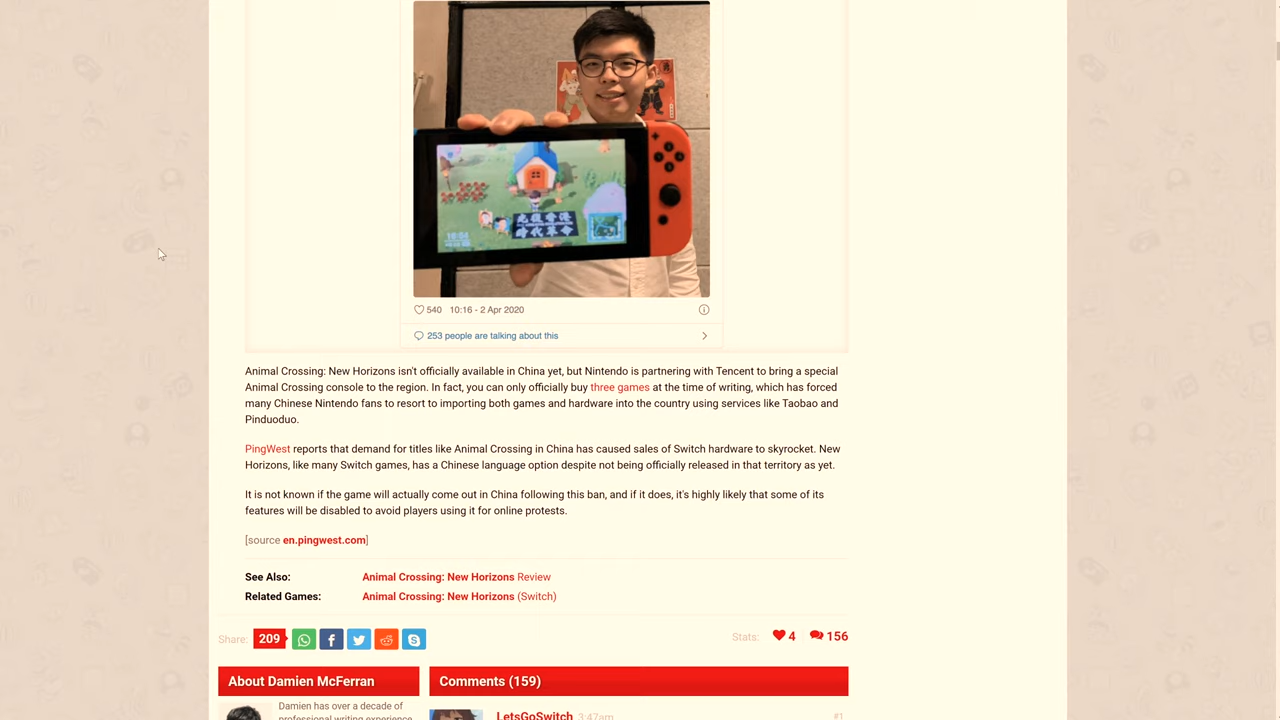 光復香港
時代革命
540 10:16 - 2 Apr 2020
253 people are talking about this
Animal Crossing: New Horizons isn't officially available in China yet, but Nintendo is partnering with Tencent to bring a special
Animal Crossing console to the region. In fact, you can only officially buy three games at the time of writing, which has forced
many Chinese Nintendo fans to resort to importing both games and hardware into the country using services like Taobao and
Pinduoduo.
PingWest reports that demand for titles like Animal Crossing in China has caused sales of Switch hardware to skyrocket. New
Horizons, like many Switch games, has a Chinese language option despite not being officially released in that territory as yet.
It is not known if the game will actually come out in China following this ban, and if it does, it's highly likely that some of its
features will be disabled to avoid players using it for online protests.
[source en.pingwest.com]
See Also: Animal Crossing: New Horizons Review
Related Games: Animal Crossing: New Horizons (Switch)
Share: 209 Stats: 4 156
About Damien McFerran Comments (159)
Damien has over a decade of
professional writing experience
LetsGoSwitch 3:47am #1